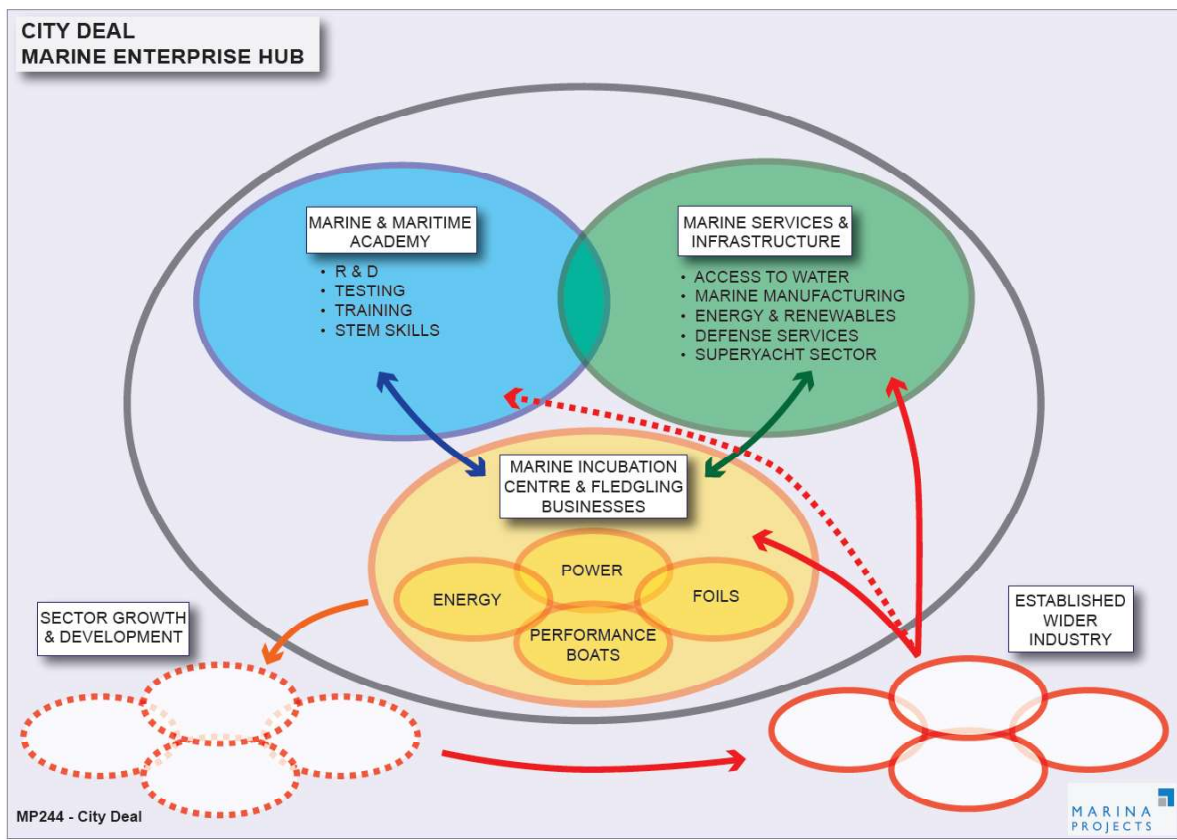 CITY DEAL
MARINE ENTERPRISE HUB
MARINE & MARITIME
ACADEMY
• R & D
• TESTING
• TRAINING
• STEM SKILLS
MARINE SERVICES &
INFRASTRUCTURE
• ACCESS TO WATER
• MARINE MANUFACTURING
• ENERGY & RENEWABLES
• DEFENSE SERVICES
• SUPERYACHT SECTOR
MARINE INCUBATION
CENTRE & FLEDGLING
BUSINESSES
POWER
ENERGY
FOILS
PERFORMANCE
BOATS
SECTOR GROWTH
& DEVELOPMENT
ESTABLISHED
WIDER
INDUSTRY
MP244 - City Deal
MARINA
PROJECTS